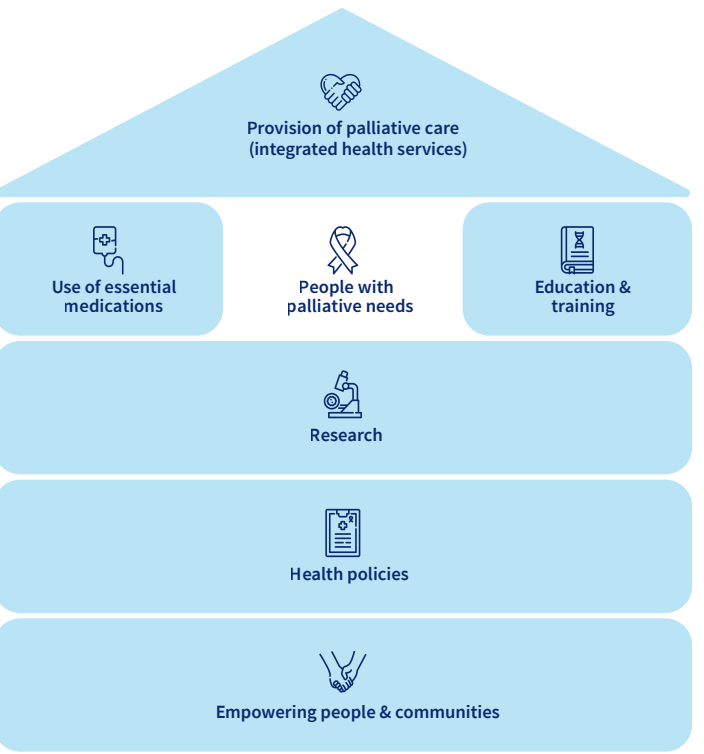 Provision of palliative care
(integrated health services)
Use of essential
medications
People with
palliative needs
Education &
training
Research
Health policies
Empowering people & communities